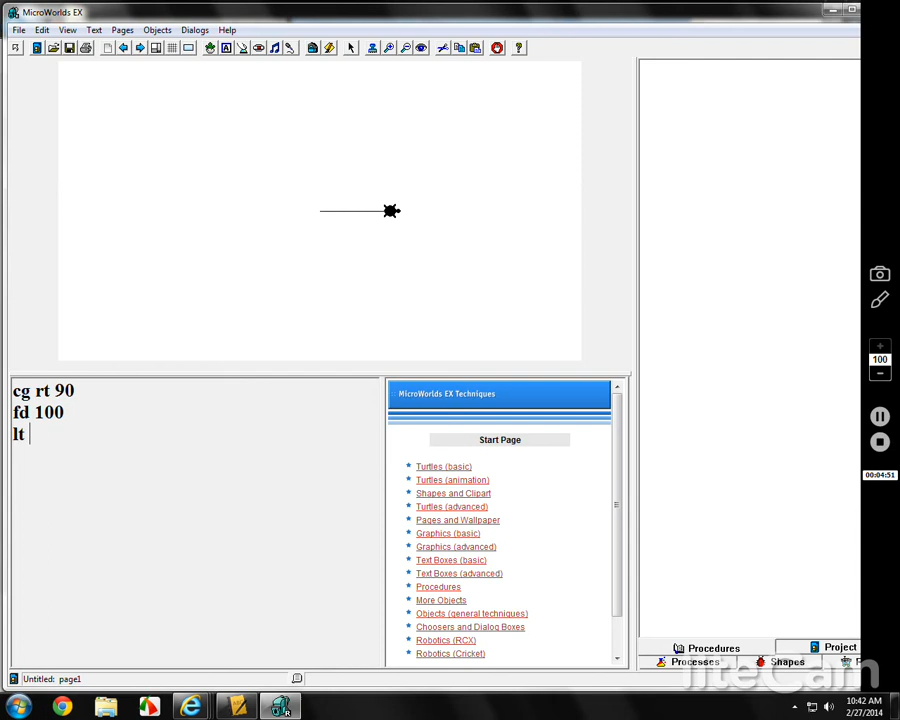 MicroWorlds EX
File Edit View Text Pages Objects Dialogs Help
cg rt 90
fd 100
lt
MicroWorlds EX Techniques
Start Page
Turtles (basic)
Turtles (animation)
Shapes and Clipart
Turtles (advanced)
Pages and Wallpaper
Graphics (basic)
Graphics (advanced)
Text Boxes (basic)
Text Boxes (advanced)
Procedures
More Objects
Objects (general techniques)
Choosers and Dialog Boxes
Robotics (RCX)
Robotics (Cricket)
Procedures Project
Processes Shapes
100
00:04:51
Untitled: page1
liteCam
10:42 AM
2/27/2014